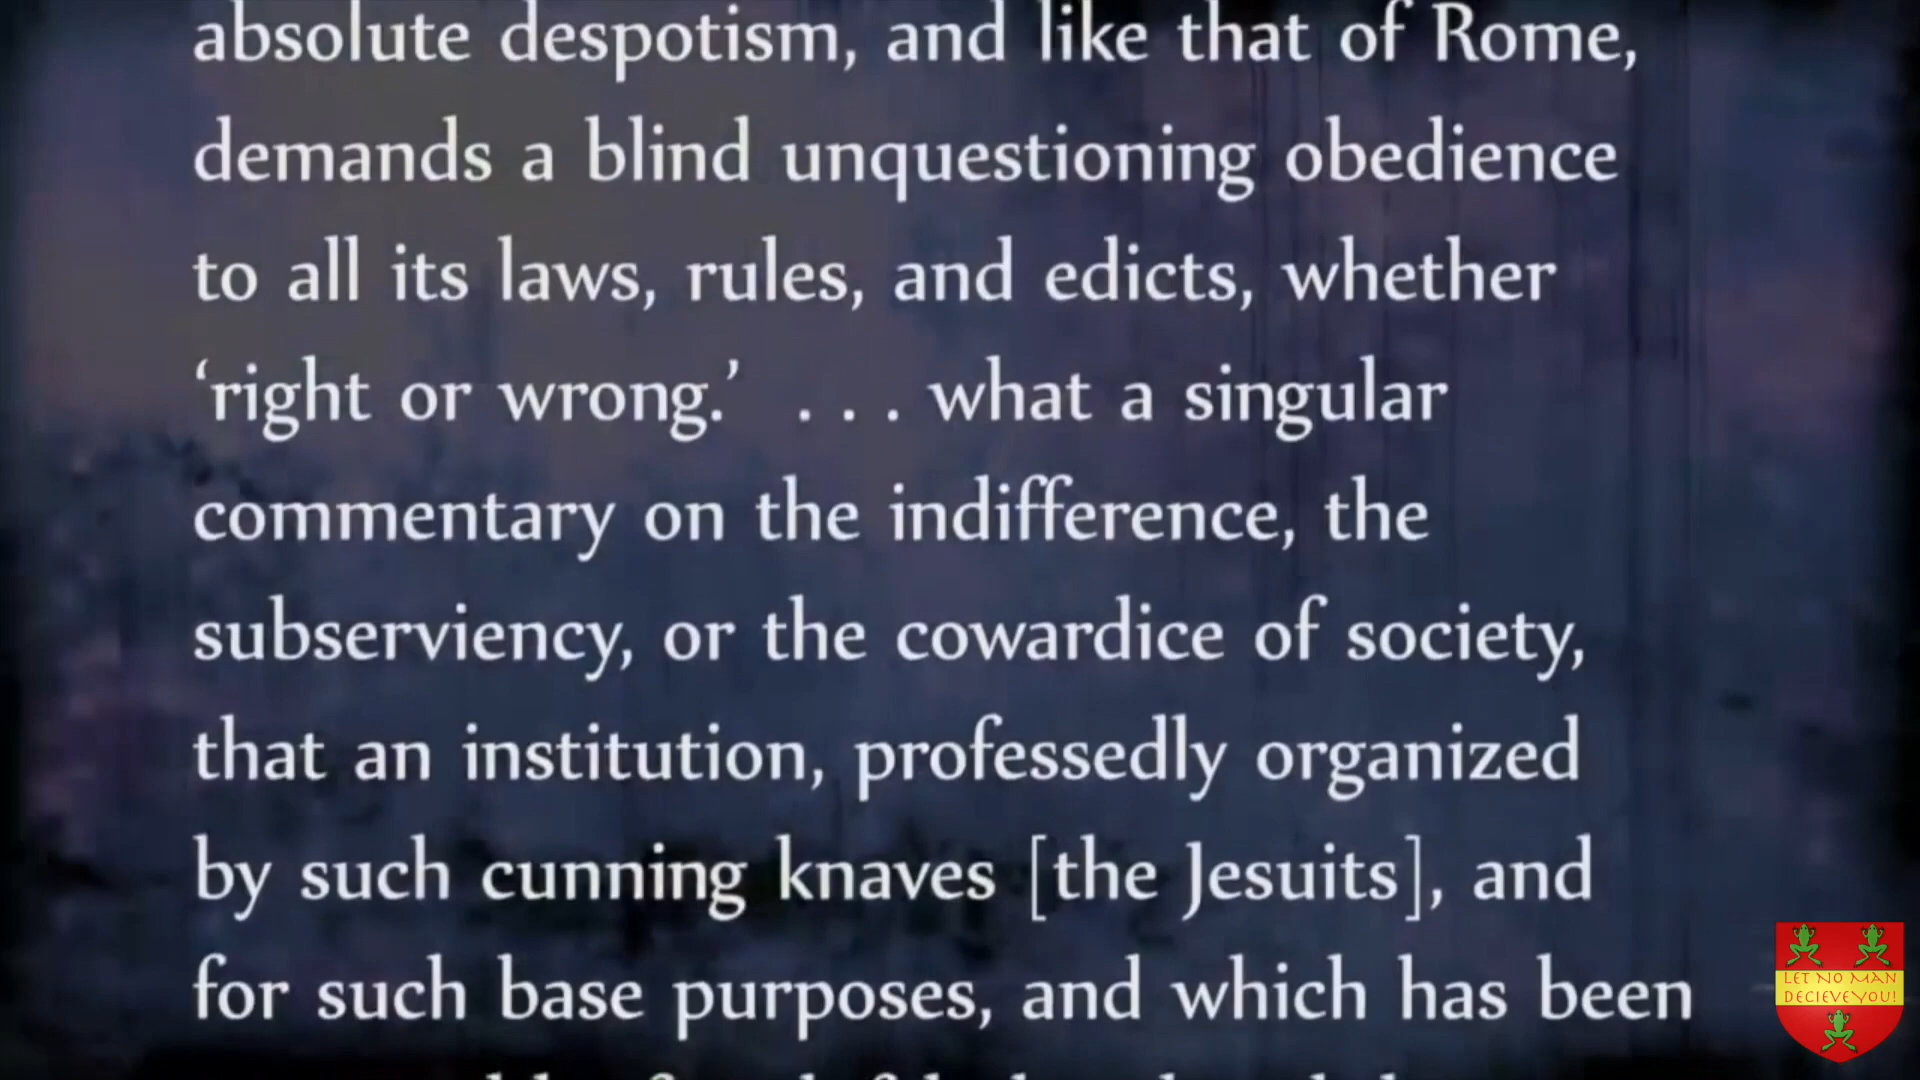 absolute despotism, and like that of Rome,
demands a blind unquestioning obedience
to all its laws, rules, and edicts, whether
‘right or wrong.’ . . . what a singular
commentary on the indifference, the
subserviency, or the cowardice of society,
that an institution, professedly organized
by such cunning knaves [the Jesuits], and
for such base purposes, and which has been
LET NO MAN
DECIEVE YOU!